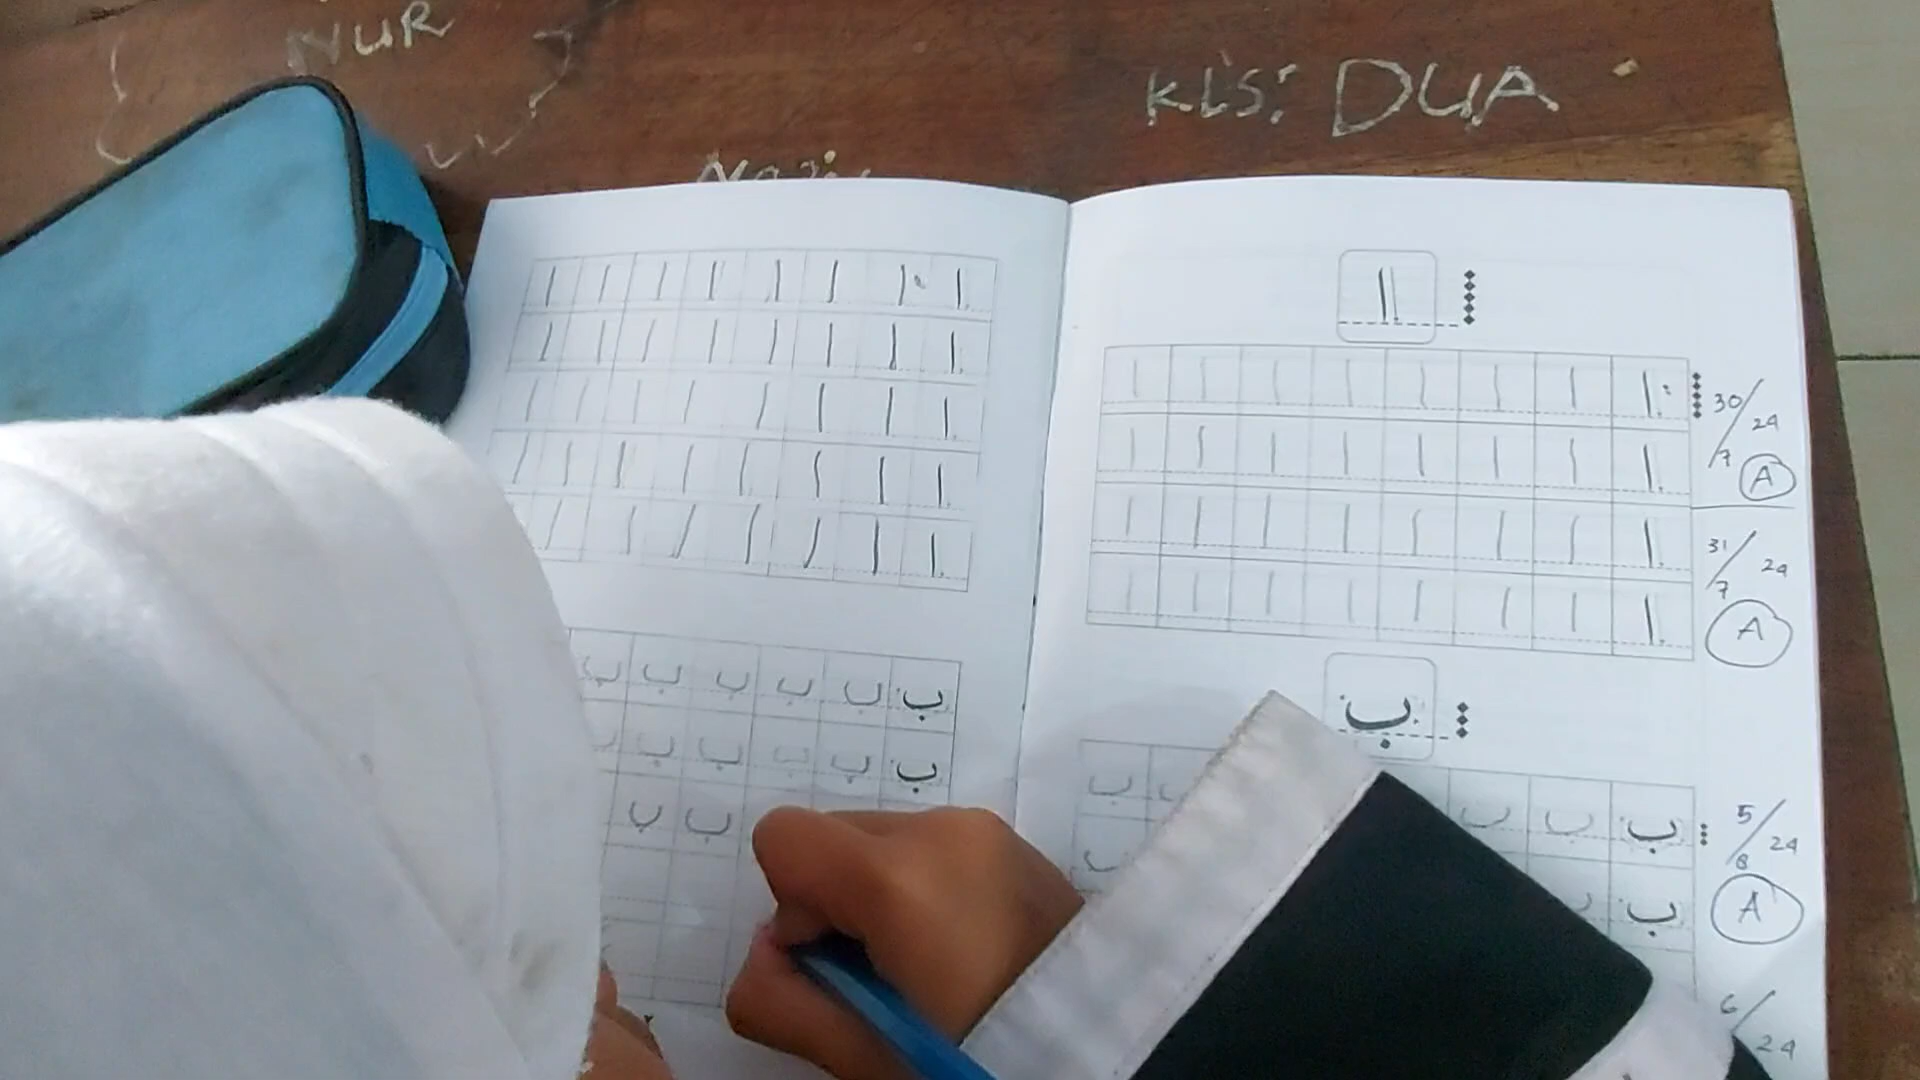 NUR
KLS: DUA
ا ا ا ا ا ا ا ا
ا ا ا ا ا ا ا ا
ا ا ا ا ا ا ا ا
ا ا ا ا ا ا ا ا
ا ا ا ا ا ا ا ا
ب ب ب ب ب ب
ب ب ب ب ب ب
ب ب
ا
ا ا ا ا ا ا ا ا
ا ا ا ا ا ا ا ا
ا ا ا ا ا ا ا ا
ا ا ا ا ا ا ا ا
30/7 24
A
31/7 24
A
ب
ب ب ب ب
ب
5/8 24
A
6/ 24